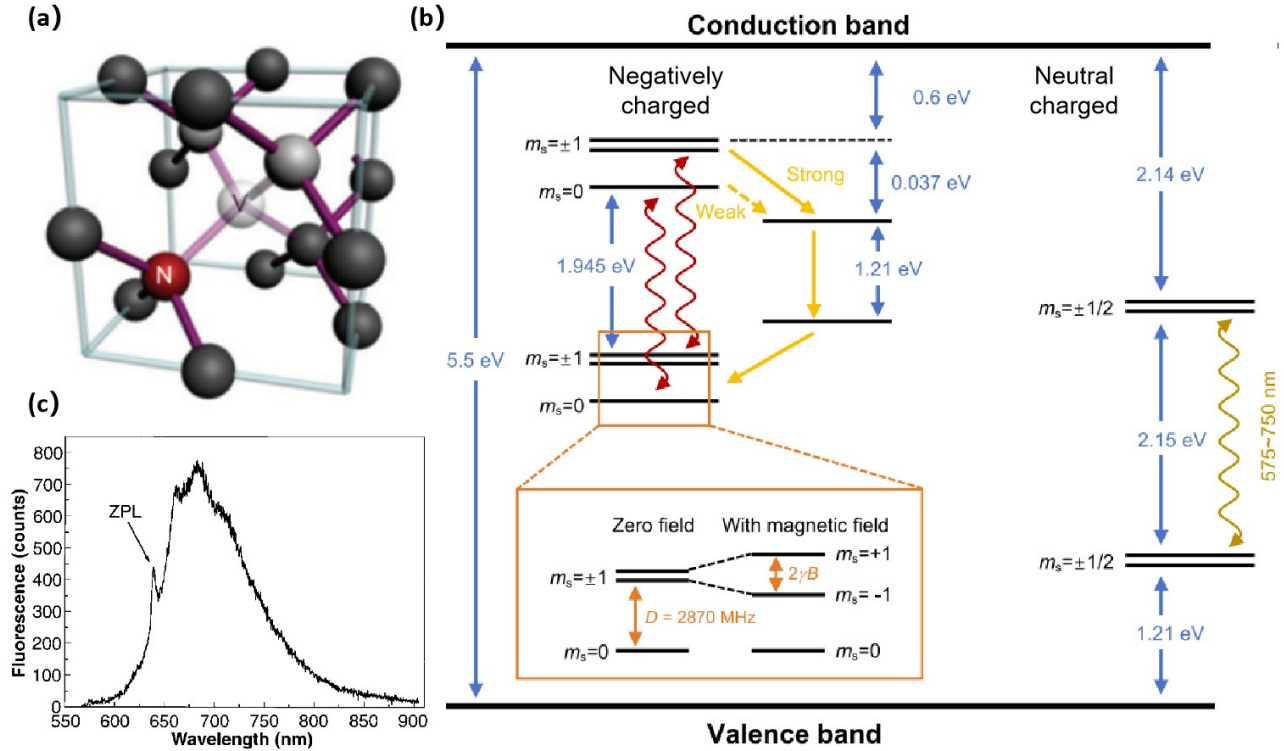 (a)
V
N
(b)
Conduction band
Negatively
charged
Neutral
charged
0.6 eV
mₛ=±1
Strong
0.037 eV
2.14 eV
mₛ=0
Weak
1.945 eV
1.21 eV
5.5 eV
mₛ=±1
mₛ=0
mₛ=±1/2
2.15 eV
575~750 nm
mₛ=±1/2
1.21 eV
Zero field
With magnetic field
mₛ=±1
mₛ=+1
2γB
mₛ= -1
D = 2870 MHz
mₛ=0
mₛ=0
Valence band
(c)
Fluorescence (counts)
800
700
600
500
400
300
200
100
0
ZPL
550
600
650
700
750
800
850
900
Wavelength (nm)